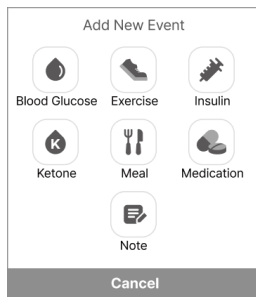 Add New Event
Blood Glucose Exercise Insulin
K
Ketone Meal Medication
Note
Cancel